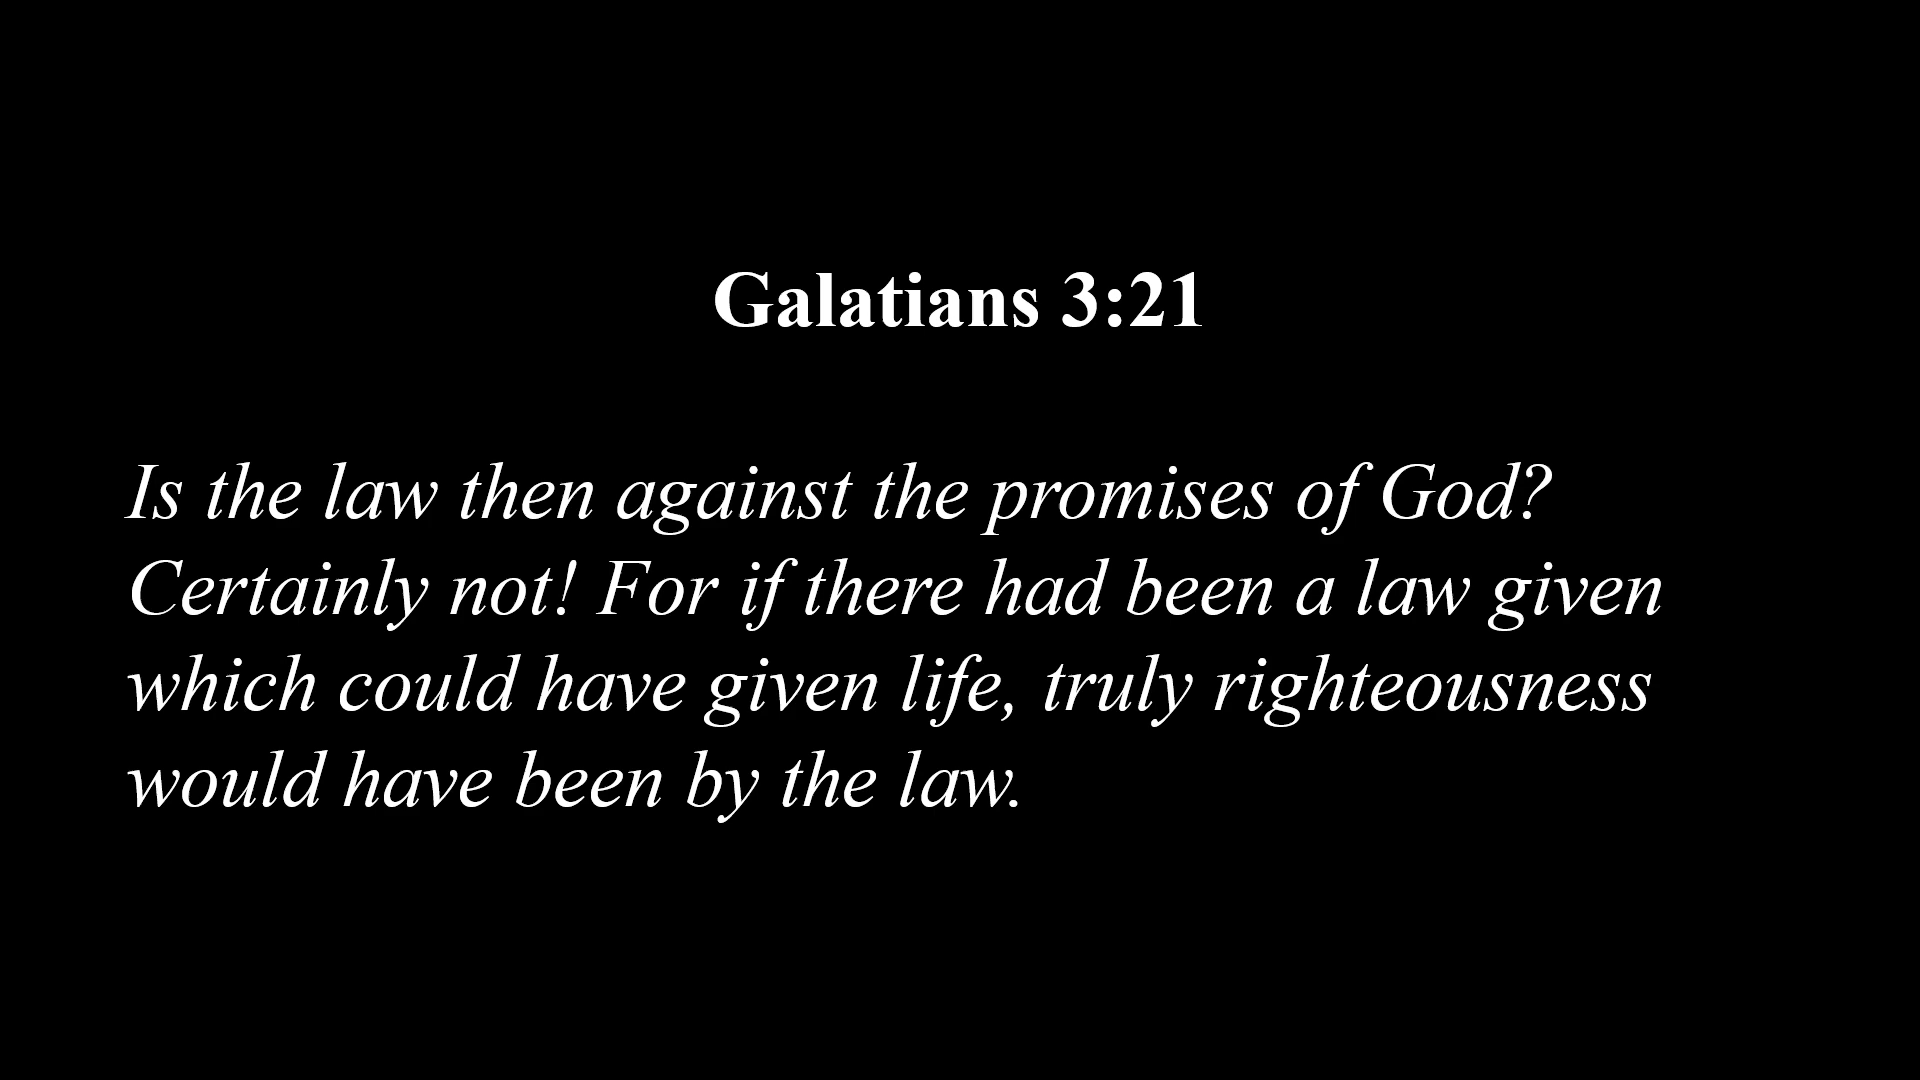 Galatians 3:21
Is the law then against the promises of God?
Certainly not! For if there had been a law given
which could have given life, truly righteousness
would have been by the law.